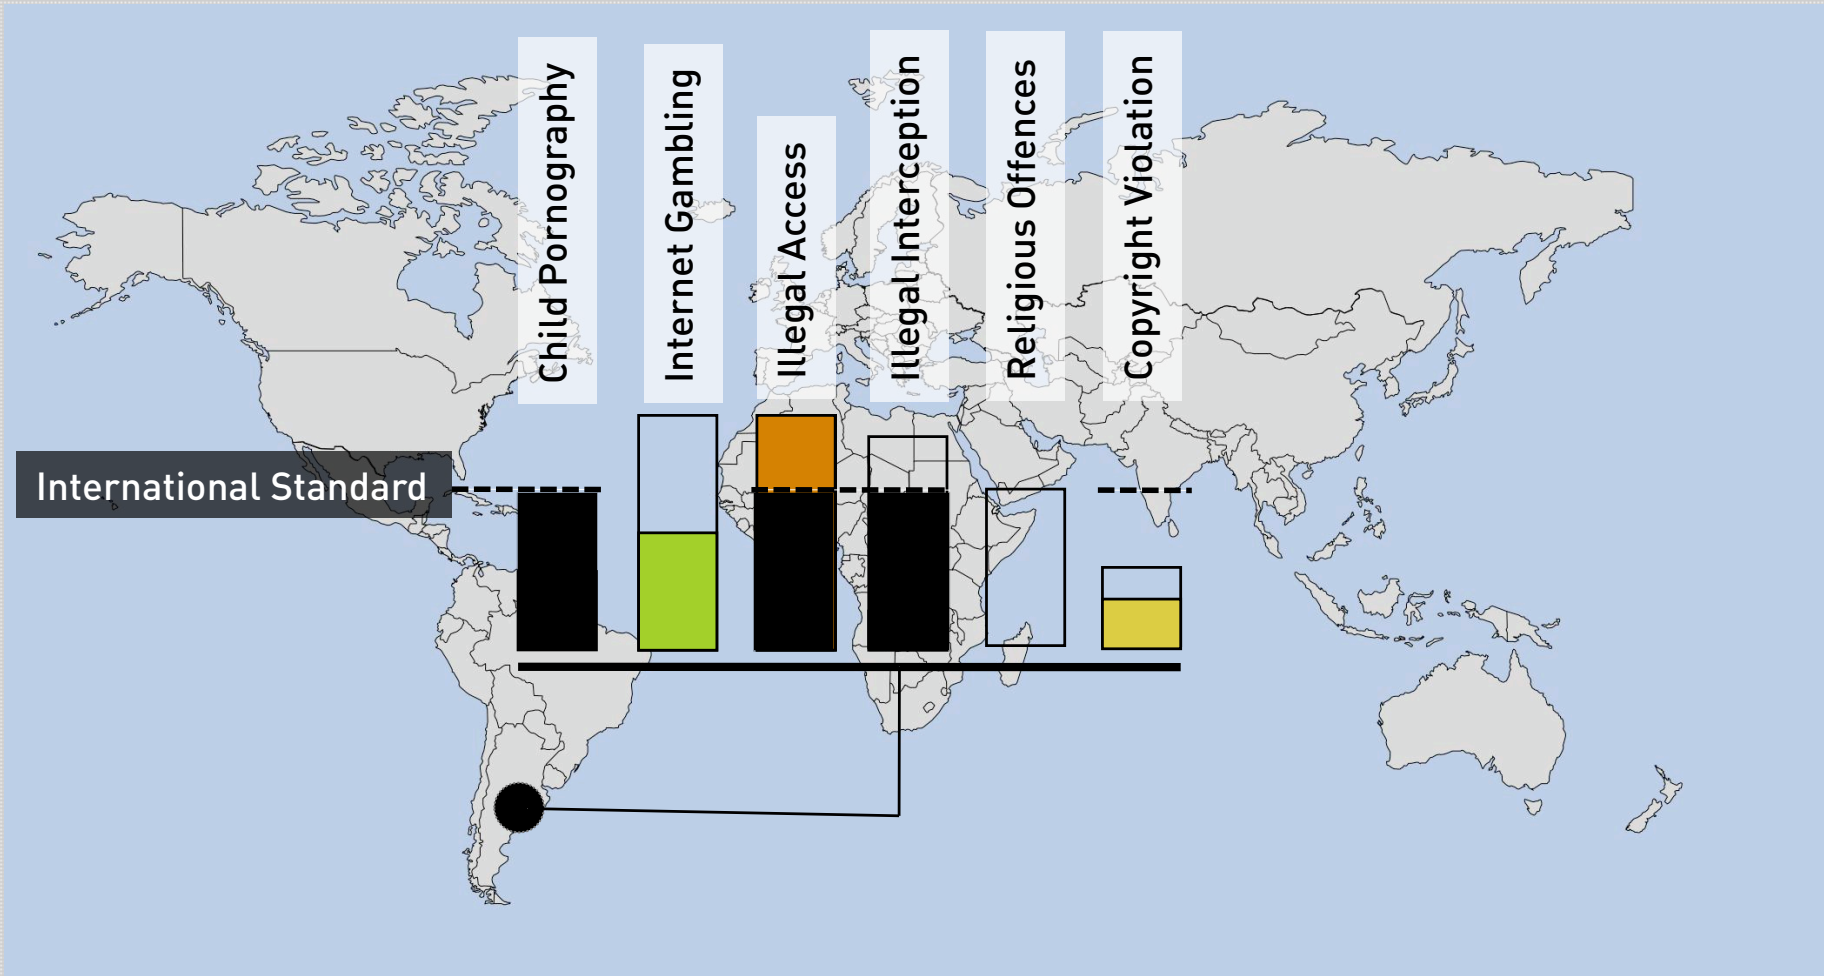 Child Pornography
Internet Gambling
Illegal Access
Illegal Interception
Religious Offences
Copyright Violation
International Standard